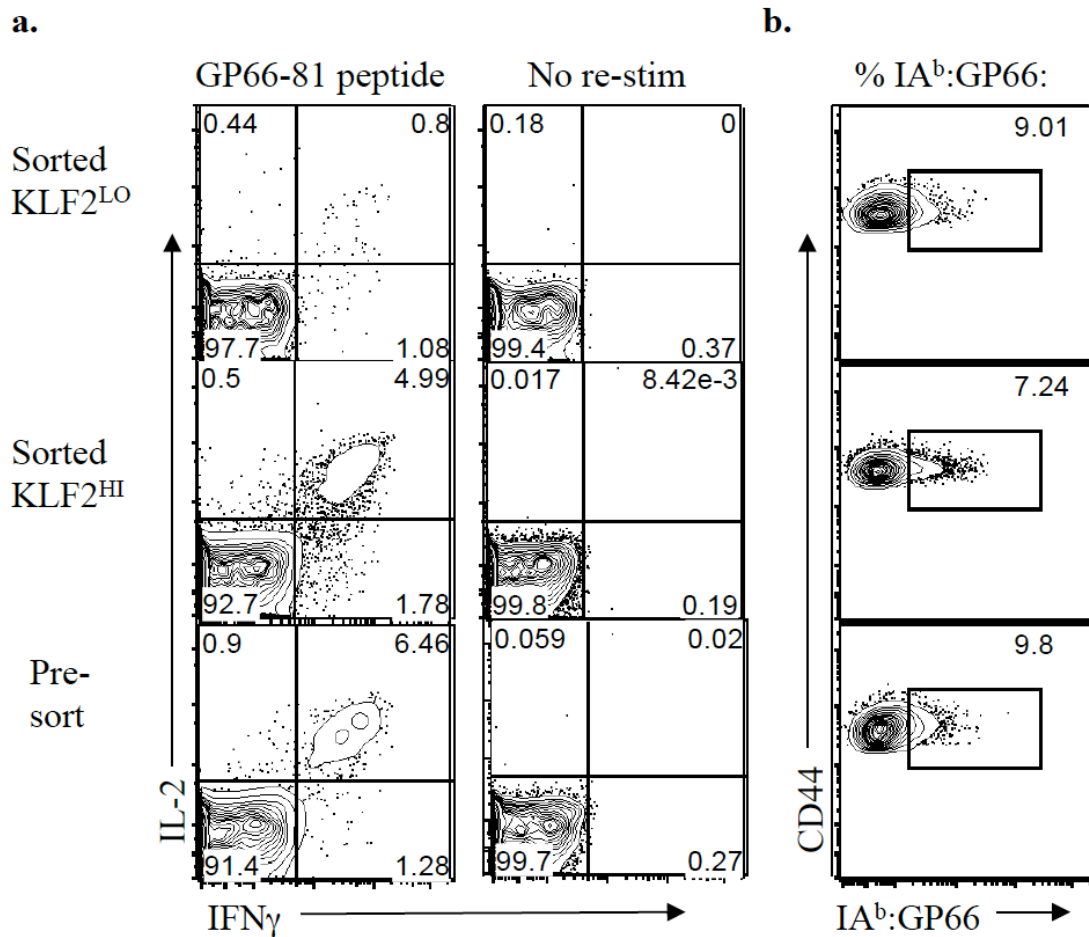 a.
b.
GP66-81 peptide
No re-stim
% IAᵇ:GP66:
Sorted
KLF2ᴸᴼ
0.44
0.8
0.18
0
9.01
97.7
1.08
99.4
0.37
Sorted
KLF2ᴴᴵ
0.5
4.99
0.017
8.42e-3
7.24
92.7
1.78
99.8
0.19
Pre-
sort
0.9
6.46
0.059
0.02
9.8
91.4
1.28
99.7
0.27
IL-2
CD44
IFNγ
IAᵇ:GP66